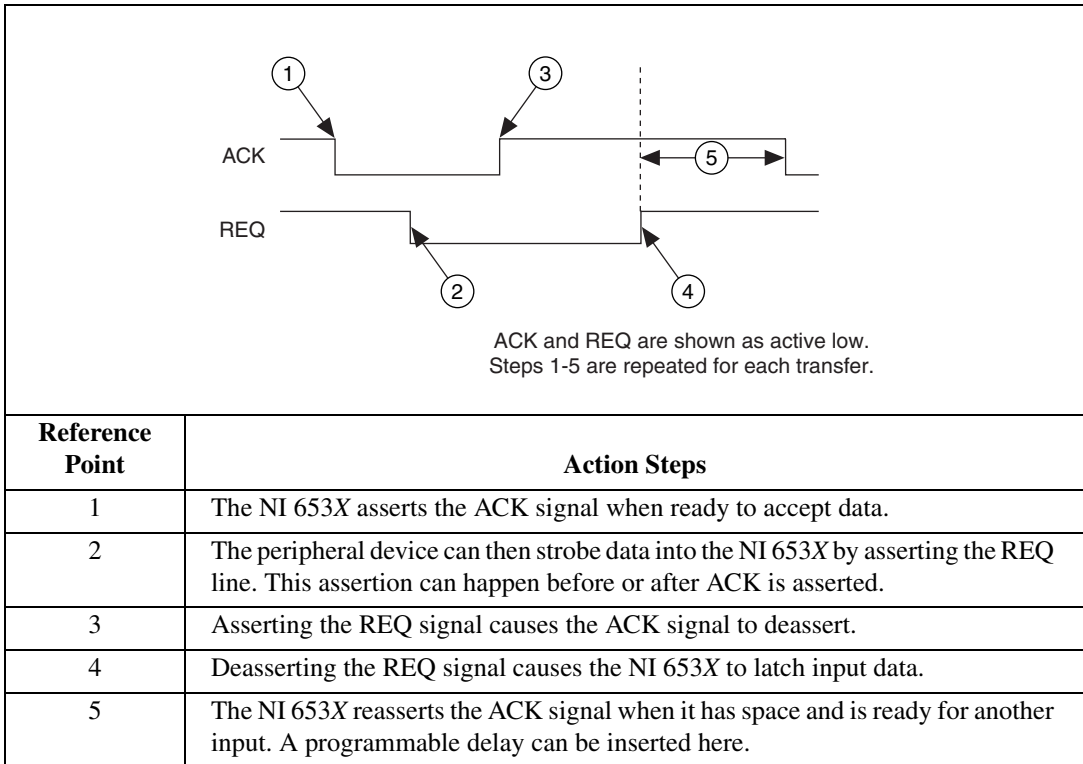 1
3
ACK
5
REQ
2
4
ACK and REQ are shown as active low.
Steps 1-5 are repeated for each transfer.
Reference
Point
Action Steps
1
The NI 653X asserts the ACK signal when ready to accept data.
2
The peripheral device can then strobe data into the NI 653X by asserting the REQ
line. This assertion can happen before or after ACK is asserted.
3
Asserting the REQ signal causes the ACK signal to deassert.
4
Deasserting the REQ signal causes the NI 653X to latch input data.
5
The NI 653X reasserts the ACK signal when it has space and is ready for another
input. A programmable delay can be inserted here.